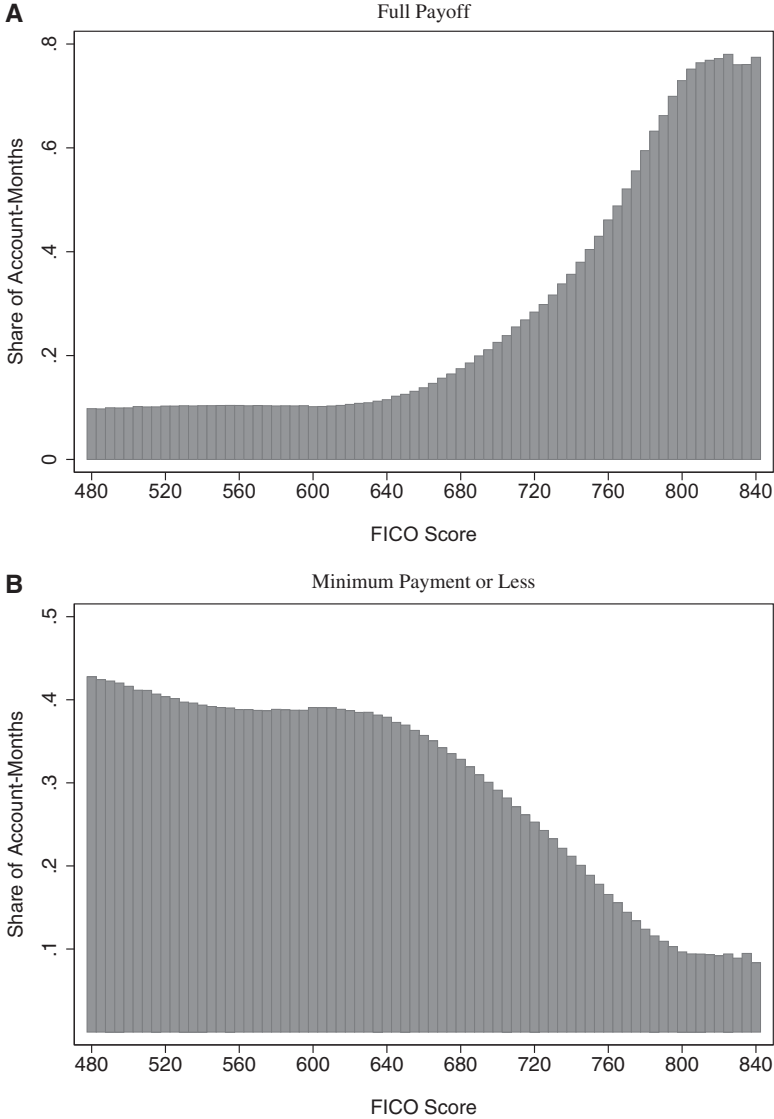 A
Full Payoff
Share of Account-Months
.8
.6
.4
.2
0
480 520 560 600 640 680 720 760 800 840
FICO Score
B
Minimum Payment or Less
Share of Account-Months
.5
.4
.3
.2
.1
480 520 560 600 640 680 720 760 800 840
FICO Score